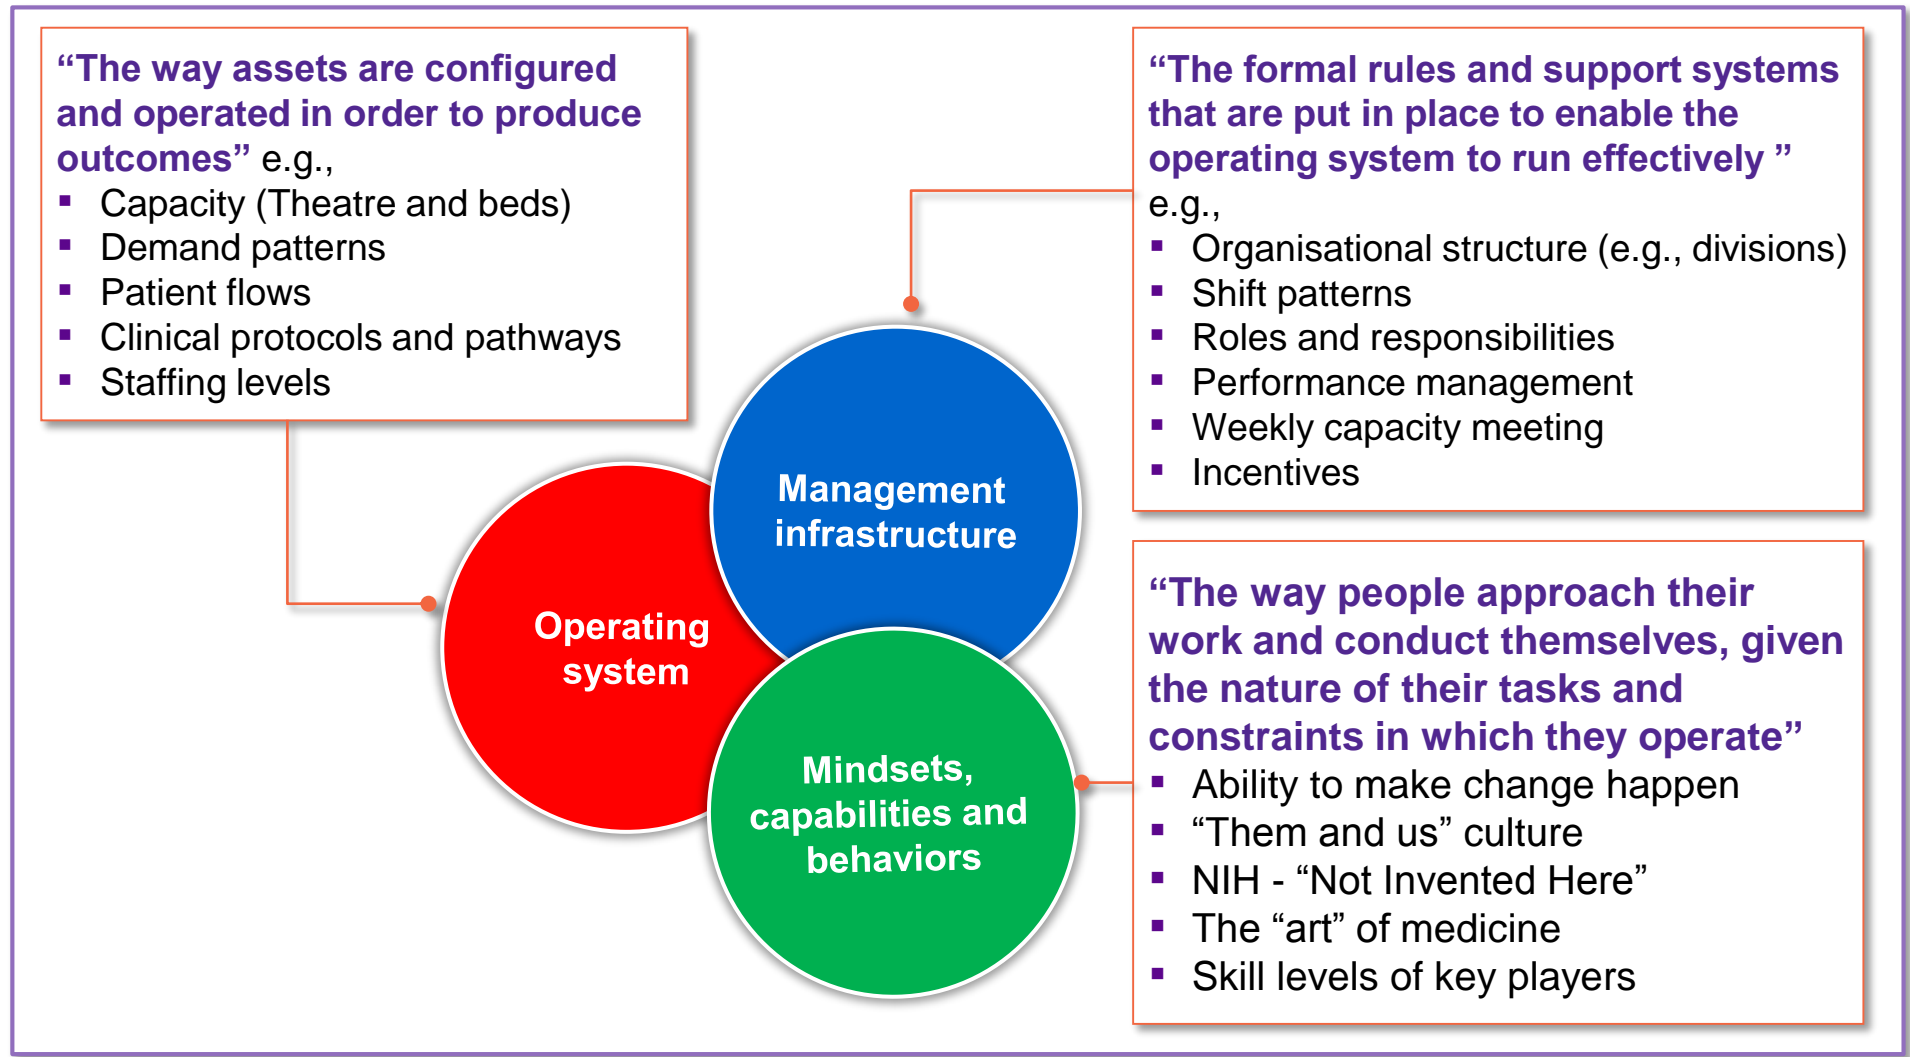 “The way assets are configured
and operated in order to produce
outcomes” e.g.,
▪ Capacity (Theatre and beds)
▪ Demand patterns
▪ Patient flows
▪ Clinical protocols and pathways
▪ Staffing levels
“The formal rules and support systems
that are put in place to enable the
operating system to run effectively ”
e.g.,
▪ Organisational structure (e.g., divisions)
▪ Shift patterns
▪ Roles and responsibilities
▪ Performance management
▪ Weekly capacity meeting
▪ Incentives
Management
infrastructure
Operating
system
Mindsets,
capabilities and
behaviors
“The way people approach their
work and conduct themselves, given
the nature of their tasks and
constraints in which they operate”
▪ Ability to make change happen
▪ “Them and us” culture
▪ NIH - “Not Invented Here”
▪ The “art” of medicine
▪ Skill levels of key players